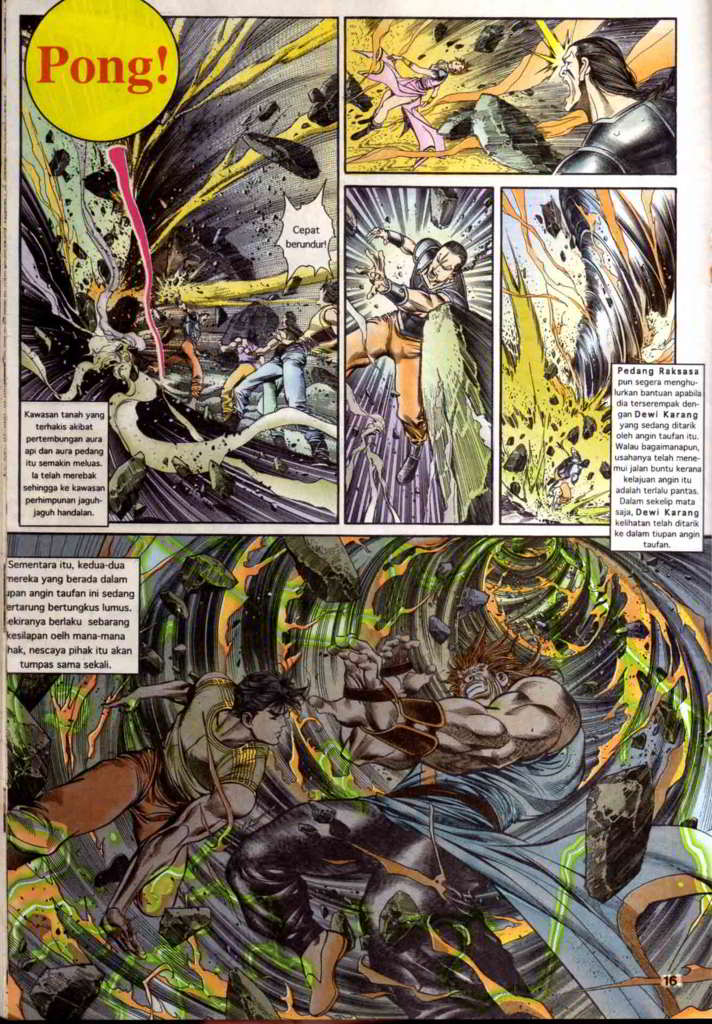 Pong!
Cepat
berundur!
Kawasan tanah yang
terhakis akibat
pertembungan aura
api dan aura pedang
itu semakin meluas.
Ia telah merebak
sehingga ke kawasan
perhimpunan jaguh-
jaguh handalan.
Pedang Raksasa
pun segera menghu-
lurkan bantuan apabila
dia terserempak de-
ngan Dewi Karang
yang sedang ditarik
oleh angin taufan itu.
Walau bagaimanapun,
usahanya telah mene-
mui jalan buntu kerana
kelajuan angin itu
adalah terlalu pantas.
Dalam sekelip mata
saja, Dewi Karang
kelihatan telah ditarik
ke dalam tiupan angin
taufan.
Sementara itu, kedua-dua
mereka yang berada dalam
upan angin taufan ini sedang
ertarung bertungkus lumus.
ekiranya berlaku sebarang
kesilapan oelh mana-mana
hak, nescaya pihak itu akan
tumpas sama sekali.
16